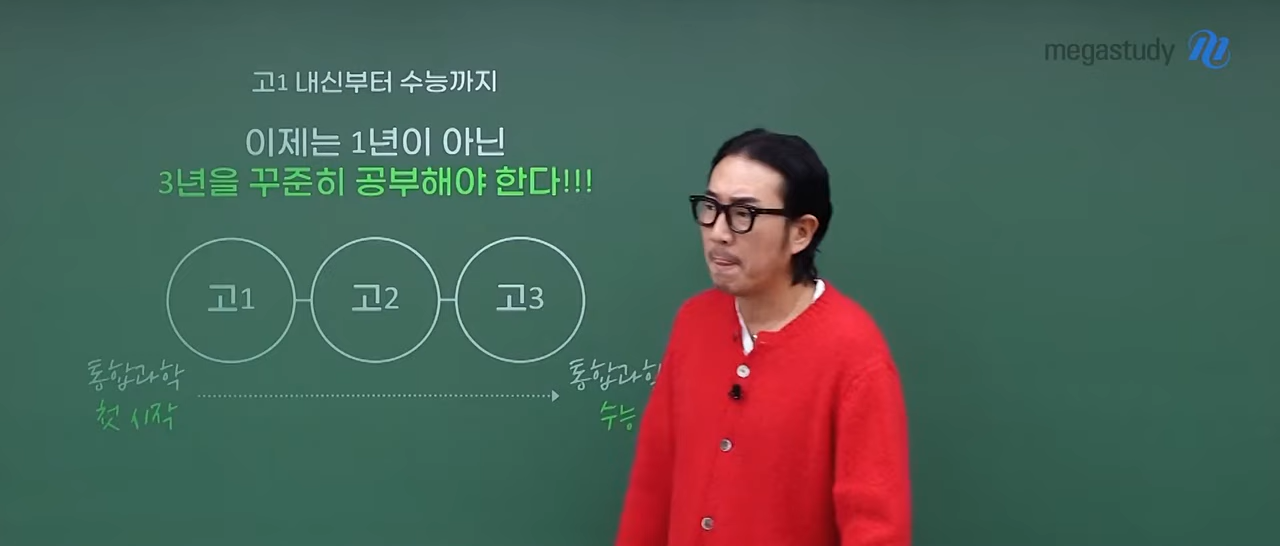 megastudy
고1 내신부터 수능까지
이제는 1년이 아닌
3년을 꾸준히 공부해야 한다!!!
고1
고2
고3
통합과학
첫 시작
통합과학
수능